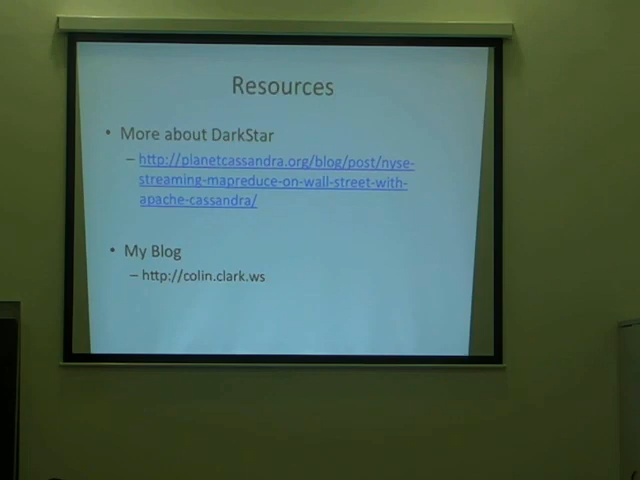 Resources
• More about DarkStar
– http://planetcassandra.org/blog/post/nyse-
streaming-mapreduce-on-wall-street-with-
apache-cassandra/
• My Blog
– http://colin.clark.ws